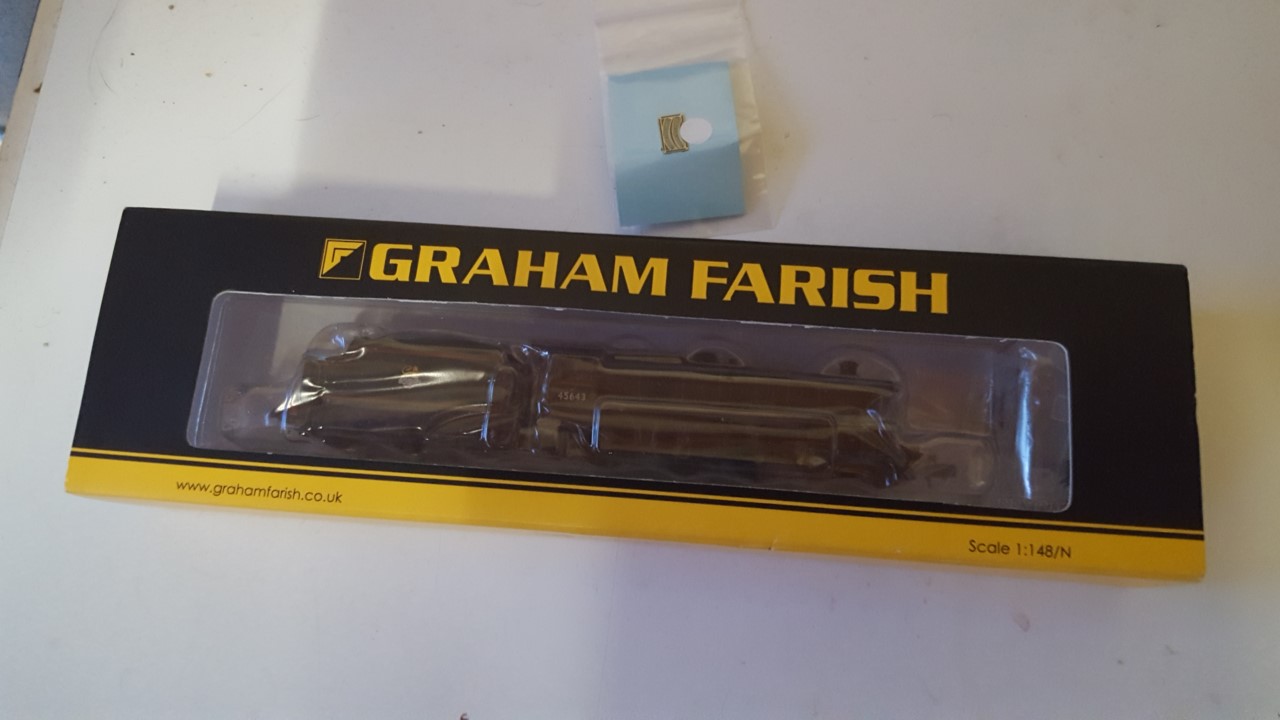 GRAHAM FARISH
45643
www.grahamfarish.co.uk
Scale 1:148/N